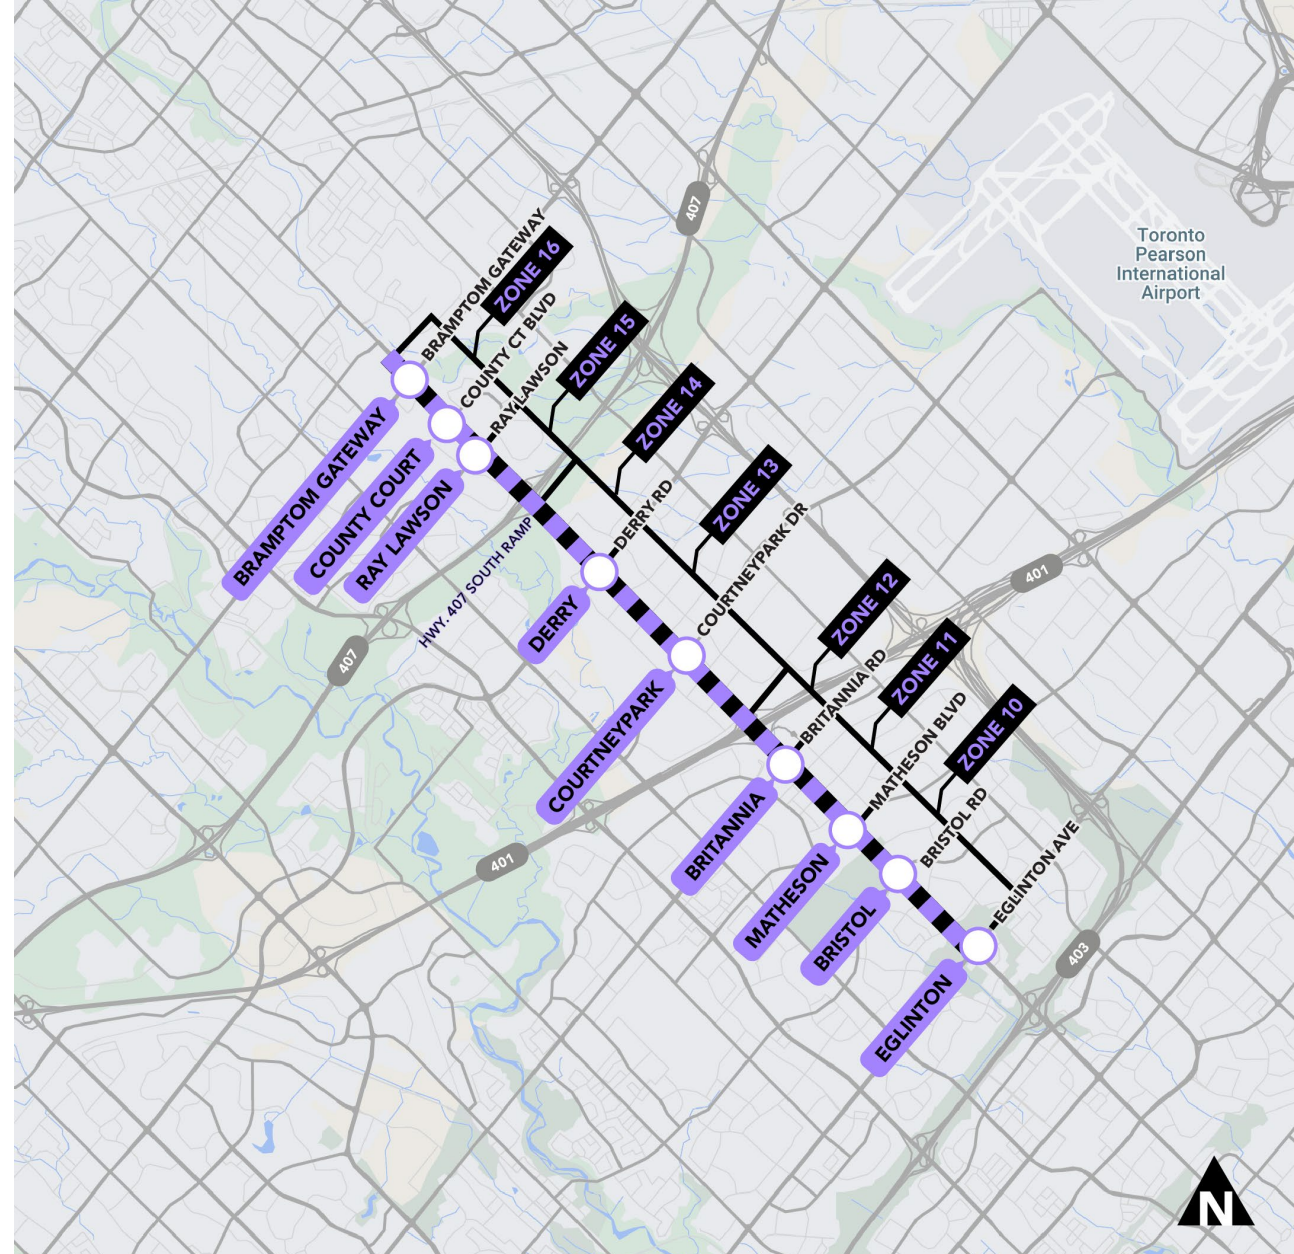 BRAMPTOM GATEWAY
ZONE 16
COUNTY CT BLVD
ZONE 15
RAY LAWSON
ZONE 14
DERRY RD
ZONE 13
COURTNEYPARK DR
ZONE 12
BRITANNIA RD
ZONE 11
MATHESON BLVD
ZONE 10
BRISTOL RD
EGLINTON AVE
HWY. 407 SOUTH RAMP
BRAMPTOM GATEWAY
COUNTY COURT
RAY LAWSON
DERRY
COURTNEYPARK
BRITANNIA
MATHESON
BRISTOL
EGLINTON
407
407
401
401
403
Toronto
Pearson
International
Airport
N